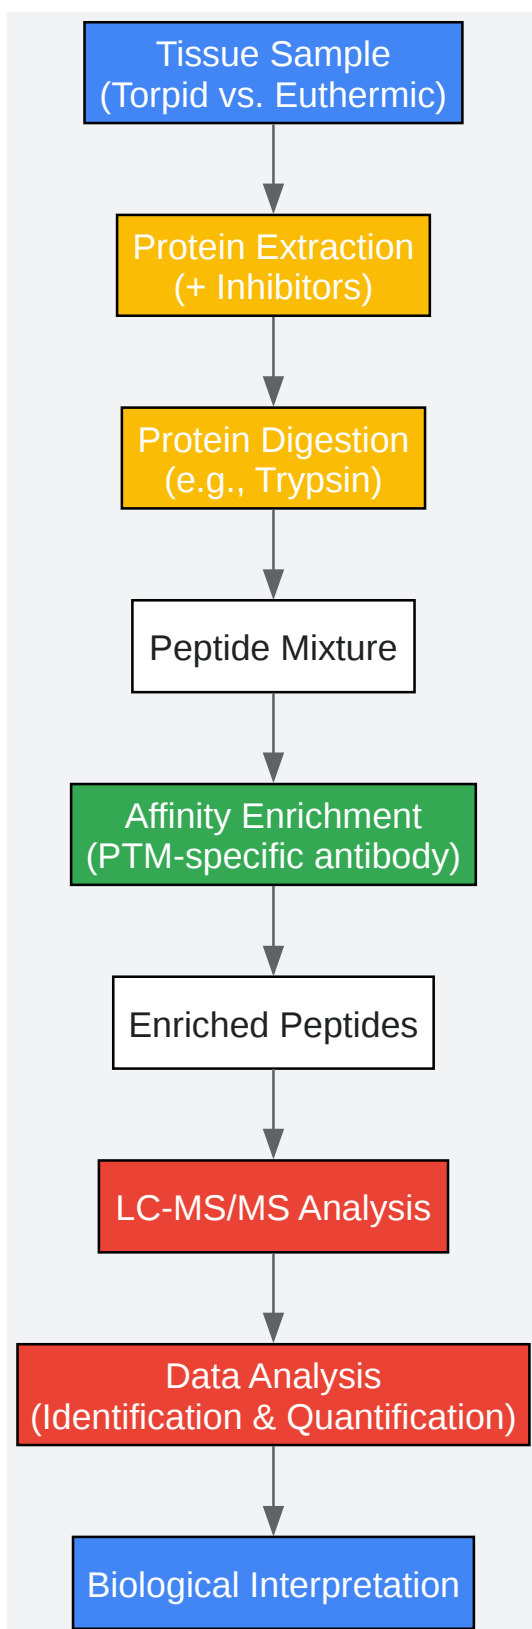 Tissue Sample
(Torpid vs. Euthermic)
Protein Extraction
(+ Inhibitors)
Protein Digestion
(e.g., Trypsin)
Peptide Mixture
Affinity Enrichment
(PTM-specific antibody)
Enriched Peptides
LC-MS/MS Analysis
Data Analysis
(Identification & Quantification)
Biological Interpretation